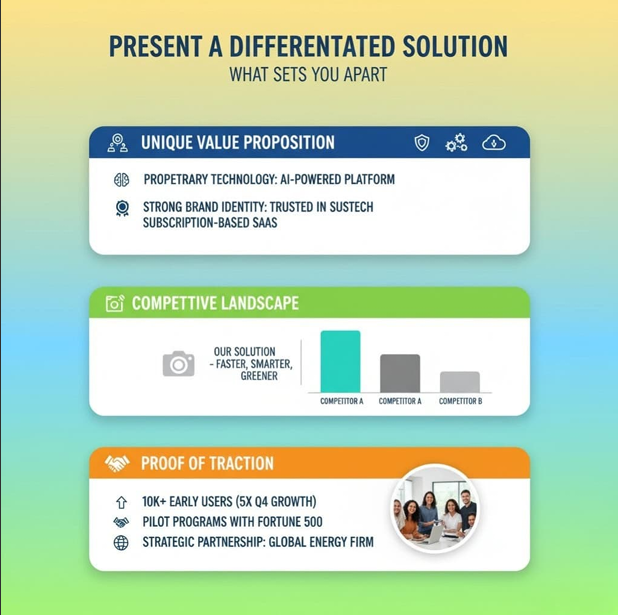 PRESENT A DIFFERENTATED SOLUTION
WHAT SETS YOU APART
UNIQUE VALUE PROPOSITION
PROPETRARY TECHNOLOGY: AI-POWERED PLATFORM
STRONG BRAND IDENTITY: TRUSTED IN SUSTECH
SUBSCRIPTION-BASED SAAS
COMPETTIVE LANDSCAPE
OUR SOLUTION
- FASTER, SMARTER,
GREENER
COMPETITOR A COMPETITOR A COMPETITOR B
PROOF OF TRACTION
10K+ EARLY USERS (5X Q4 GROWTH)
PILOT PROGRAMS WITH FORTUNE 500
STRATEGIC PARTNERSHIP: GLOBAL ENERGY FIRM